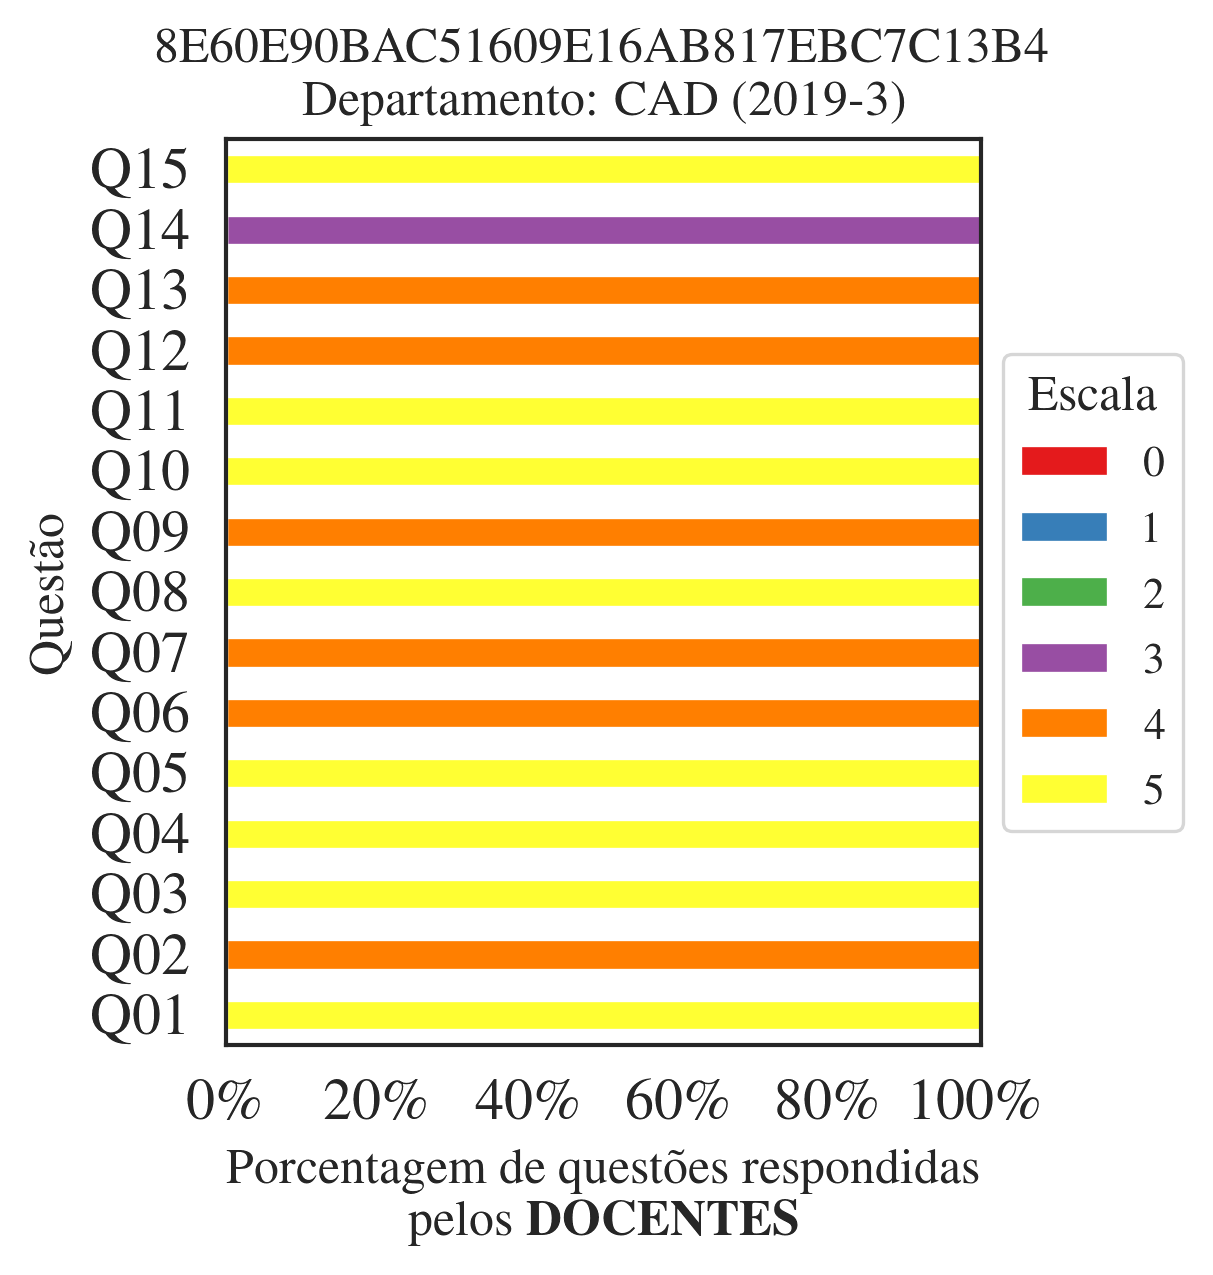 8E60E90BAC51609E16AB817EBC7C13B4
Departamento: CAD (2019-3)
Q15
Q14
Q13
Q12
Q11
Q10
Q09
Q08
Q07
Q06
Q05
Q04
Q03
Q02
Q01
Questão
0% 20% 40% 60% 80% 100%
Porcentagem de questões respondidas
pelos DOCENTES
Escala
0
1
2
3
4
5